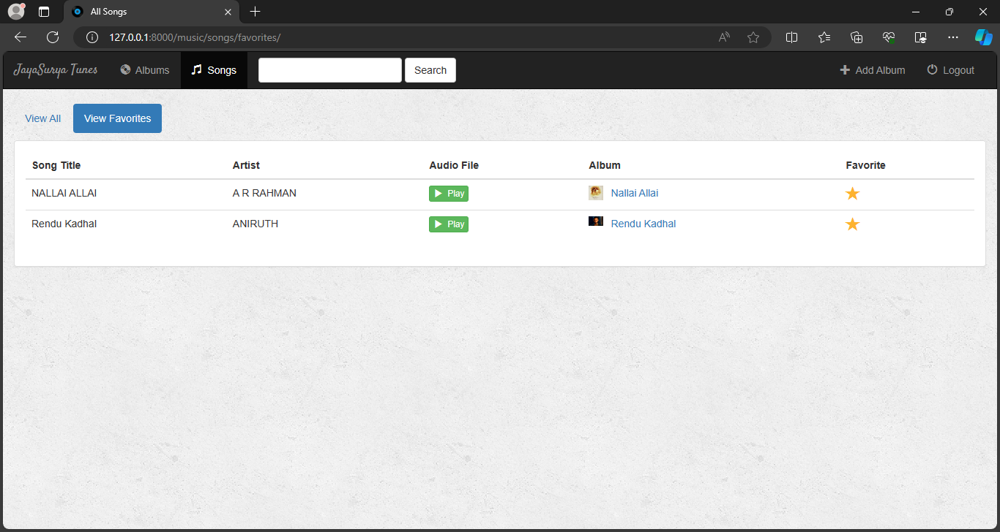 All Songs
127.0.0.1:8000/music/songs/favorites/
JayaSurya Tunes Albums Songs Search Add Album Logout
View All View Favorites
Song Title Artist Audio File Album Favorite
NALLAI ALLAI A R RAHMAN Play Nallai Allai
Rendu Kadhal ANIRUTH Play Rendu Kadhal